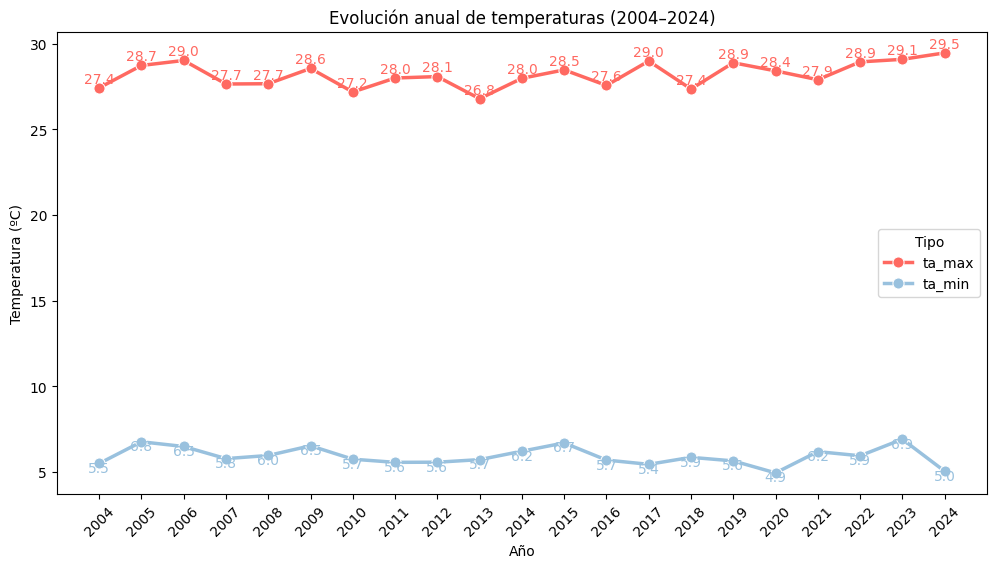 Evolución anual de temperaturas (2004–2024)
30
25
20
15
10
5
Temperatura (ºC)
27.4 28.7 29.0 27.7 27.7 28.6 27.2 28.0 28.1 26.8 28.0 28.5 27.6 29.0 27.4 28.9 28.4 27.9 28.9 29.1 29.5
Tipo
ta_max
ta_min
5.5 6.8 6.5 5.8 6.0 6.5 5.7 5.6 5.6 5.7 6.2 6.7 5.7 5.4 5.9 5.6 4.9 6.2 5.9 6.9 5.0
2004 2005 2006 2007 2008 2009 2010 2011 2012 2013 2014 2015 2016 2017 2018 2019 2020 2021 2022 2023 2024
Año